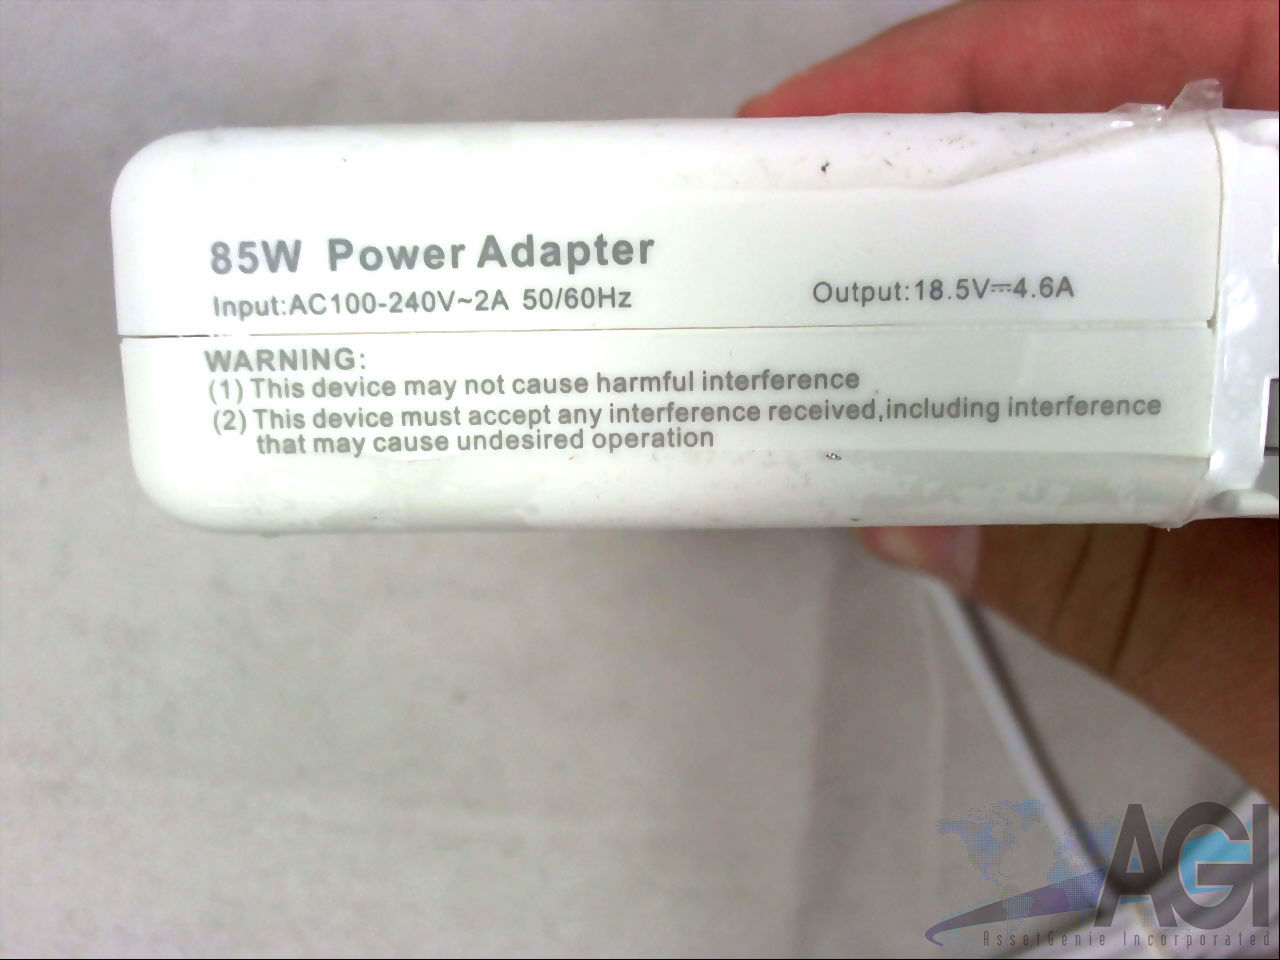 85W Power Adapter
Input:AC100-240V~2A 50/60Hz
Output:18.5V⎓4.6A
WARNING:
(1) This device may not cause harmful interference
(2) This device must accept any interference received,including interference
that may cause undesired operation
AGI
AssetGenie Incorporated